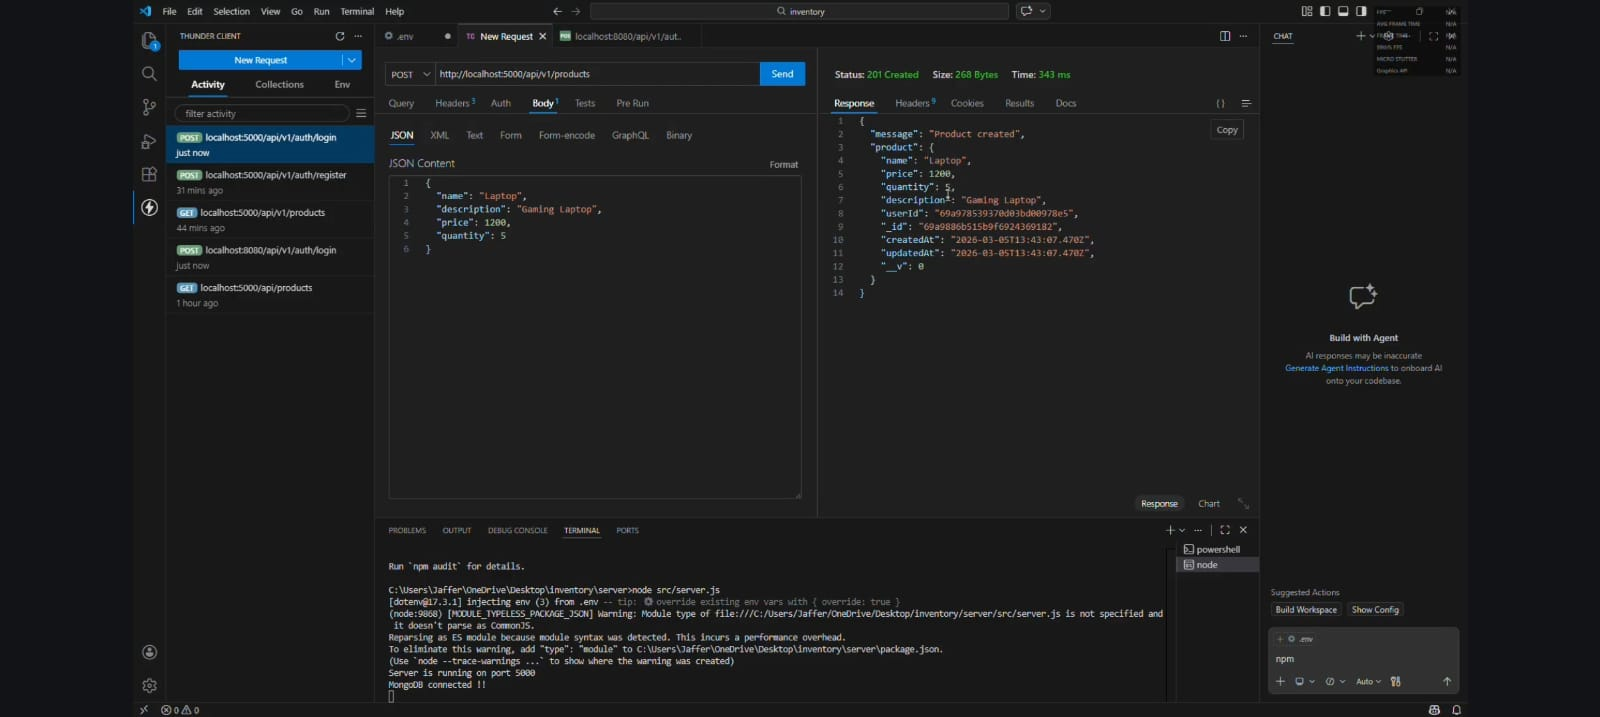 File Edit Selection View Go Run Terminal Help
inventory
THUNDER CLIENT
New Request
Activity Collections Env
filter activity
POST localhost:5000/api/v1/auth/login
just now
POST localhost:5000/api/v1/auth/register
31 mins ago
GET localhost:5000/api/v1/products
44 mins ago
POST localhost:8080/api/v1/auth/login
just now
GET localhost:5000/api/products
1 hour ago
.env
TC New Request
localhost:8080/api/v1/aut..
POST http://localhost:5000/api/v1/products Send
Query Headers 3 Auth Body 1 Tests Pre Run
JSON XML Text Form Form-encode GraphQL Binary
JSON Content Format
1 {
2 "name": "Laptop",
3 "description": "Gaming Laptop",
4 "price": 1200,
5 "quantity": 5
6 }
Status: 201 Created Size: 268 Bytes Time: 343 ms
Response Headers 9 Cookies Results Docs
{ }
Copy
1 {
2 "message": "Product created",
3 "product": {
4 "name": "Laptop",
5 "price": 1200,
6 "quantity": 5,
7 "description": "Gaming Laptop",
8 "userId": "69a978539370d03bd00978e5",
9 "_id": "69a9886b515b9f6924369182",
10 "createdAt": "2026-03-05T13:43:07.470Z",
11 "updatedAt": "2026-03-05T13:43:07.470Z",
12 "__v": 0
13 }
14 }
Response Chart
PROBLEMS OUTPUT DEBUG CONSOLE TERMINAL PORTS
Run `npm audit` for details.
C:\Users\Jaffer\OneDrive\Desktop\inventory\server>node src/server.js
[dotenv@17.3.1] injecting env (3) from .env -- tip: ⚙ override existing env vars with { override: true }
(node:9868) [MODULE_TYPELESS_PACKAGE_JSON] Warning: Module type of file:///C:/Users/Jaffer/OneDrive/Desktop/inventory/server/src/server.js is not specified and
it doesn't parse as CommonJS.
Reparsing as ES module because module syntax was detected. This incurs a performance overhead.
To eliminate this warning, add "type": "module" to C:\Users\Jaffer\OneDrive\Desktop\inventory\server\package.json.
(Use `node --trace-warnings ...` to show where the warning was created)
Server is running on port 5000
MongoDB connected !!
powershell
node
CHAT
AVG FRAME TIME N/A
N/A
MICRO STUTTER N/A
Graphics API N/A
Build with Agent
AI responses may be inaccurate
Generate Agent Instructions to onboard AI
onto your codebase.
Suggested Actions
Build Workspace Show Config
.env
npm
Auto
0 0